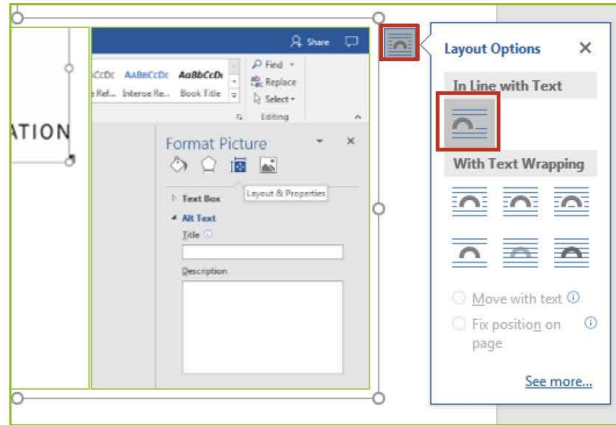 Share
AaBbCcDc AaBbCcDc AaBbCcDc
Ref... Intense Re... Book Title
Find
Replace
Select
Editing
ATION
Format Picture
Layout & Properties
Text Box
Alt Text
Title
Description
Layout Options
In Line with Text
With Text Wrapping
Move with text
Fix position on
page
See more...